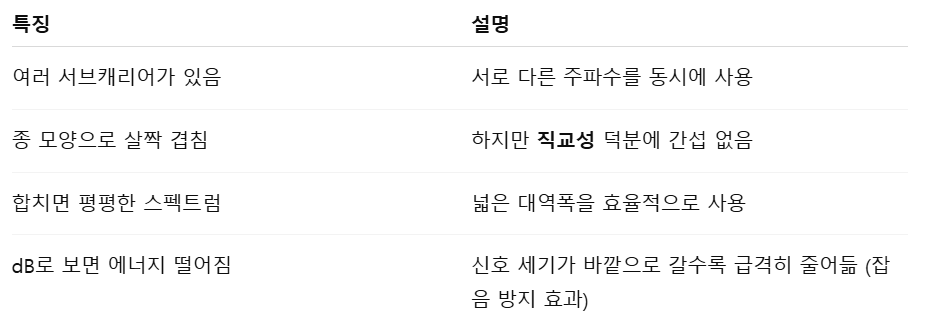 특징 설명
여러 서브캐리어가 있음 서로 다른 주파수를 동시에 사용
종 모양으로 살짝 겹침 하지만 직교성 덕분에 간섭 없음
합치면 평평한 스펙트럼 넓은 대역폭을 효율적으로 사용
dB로 보면 에너지 떨어짐 신호 세기가 바깥으로 갈수록 급격히 줄어듦 (잡
음 방지 효과)